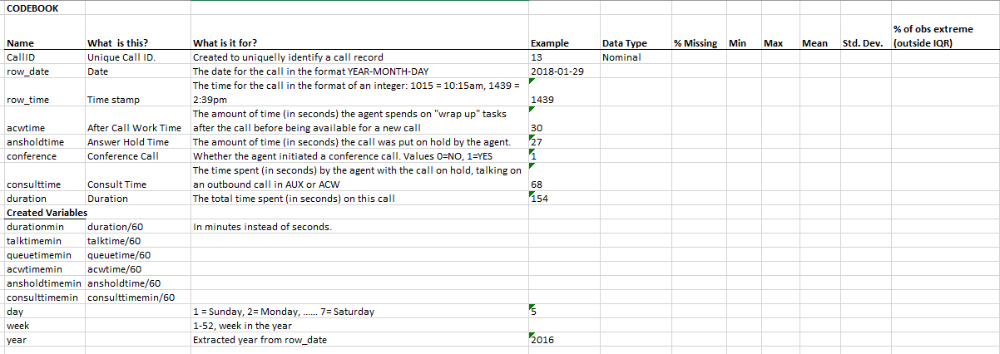 CODEBOOK
% of obs extreme
Name What is this? What is it for? Example Data Type % Missing Min Max Mean Std. Dev. (outside IQR)
CallID Unique Call ID. Created to uniquelly identify a call record 13 Nominal
row_date Date The date for the call in the format YEAR-MONTH-DAY 2018-01-29
The time for the call in the format of an integer: 1015 = 10:15am, 1439 =
row_time Time stamp 2:39pm 1439
The amount of time (in seconds) the agent spends on "wrap up" tasks
acwtime After Call Work Time after the call before being available for a new call 30
ansholdtime Answer Hold Time The amount of time (in seconds) the call was put on hold by the agent. 27
conference Conference Call Whether the agent initiated a conference call. Values 0=NO, 1=YES 1
The time spent (in seconds) by the agent with the call on hold, talking on
consulttime Consult Time an outbound call in AUX or ACW 68
duration Duration The total time spent (in seconds) on this call 154
Created Variables
durationmin duration/60 In minutes instead of seconds.
talktimemin talktime/60
queuetimemin queuetime/60
acwtimemin acwtime/60
ansholdtimemin ansholdtime/60
consulttimemin consulttimemin/60
day 1 = Sunday, 2= Monday, ...... 7= Saturday 5
week 1-52, week in the year
year Extracted year from row_date 2016